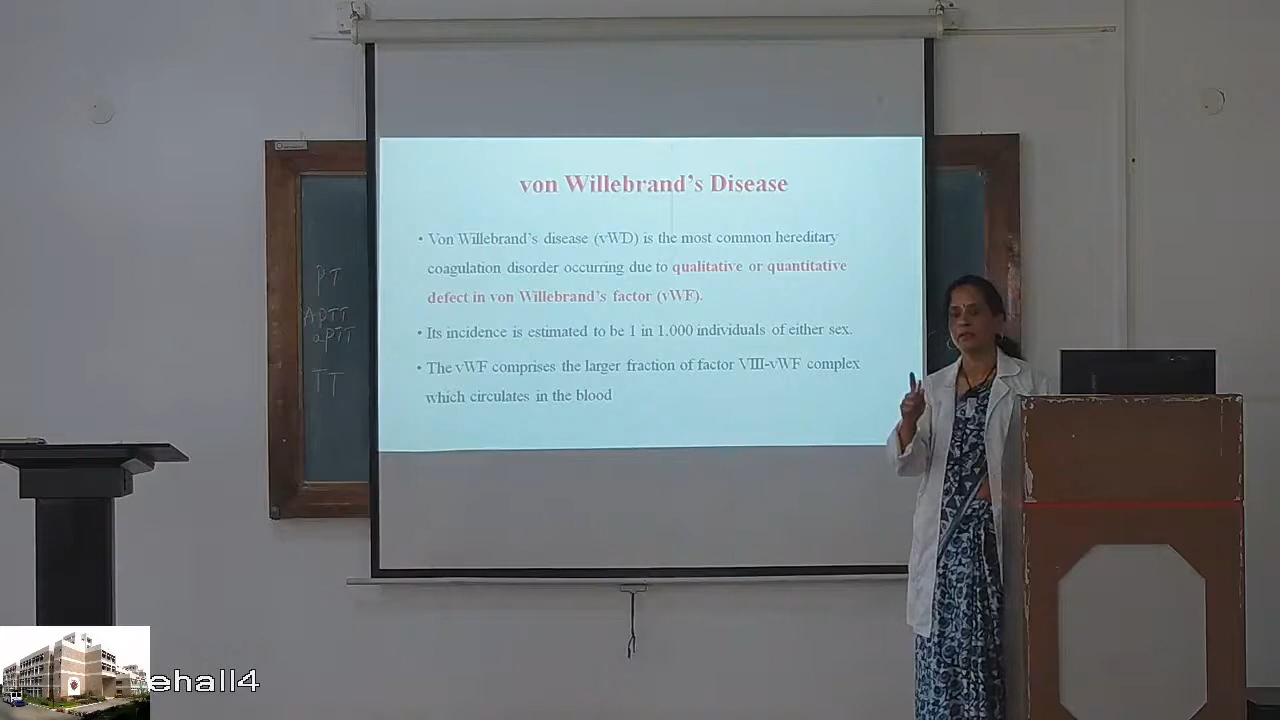 von Willebrand's Disease
• Von Willebrand's disease (vWD) is the most common hereditary
coagulation disorder occurring due to qualitative or quantitative
defect in von Willebrand's factor (vWF).
• Its incidence is estimated to be 1 in 1.000 individuals of either sex.
• The vWF comprises the larger fraction of factor VIII-vWF complex
which circulates in the blood
PT
APTT
aPTT
TT
ehall4